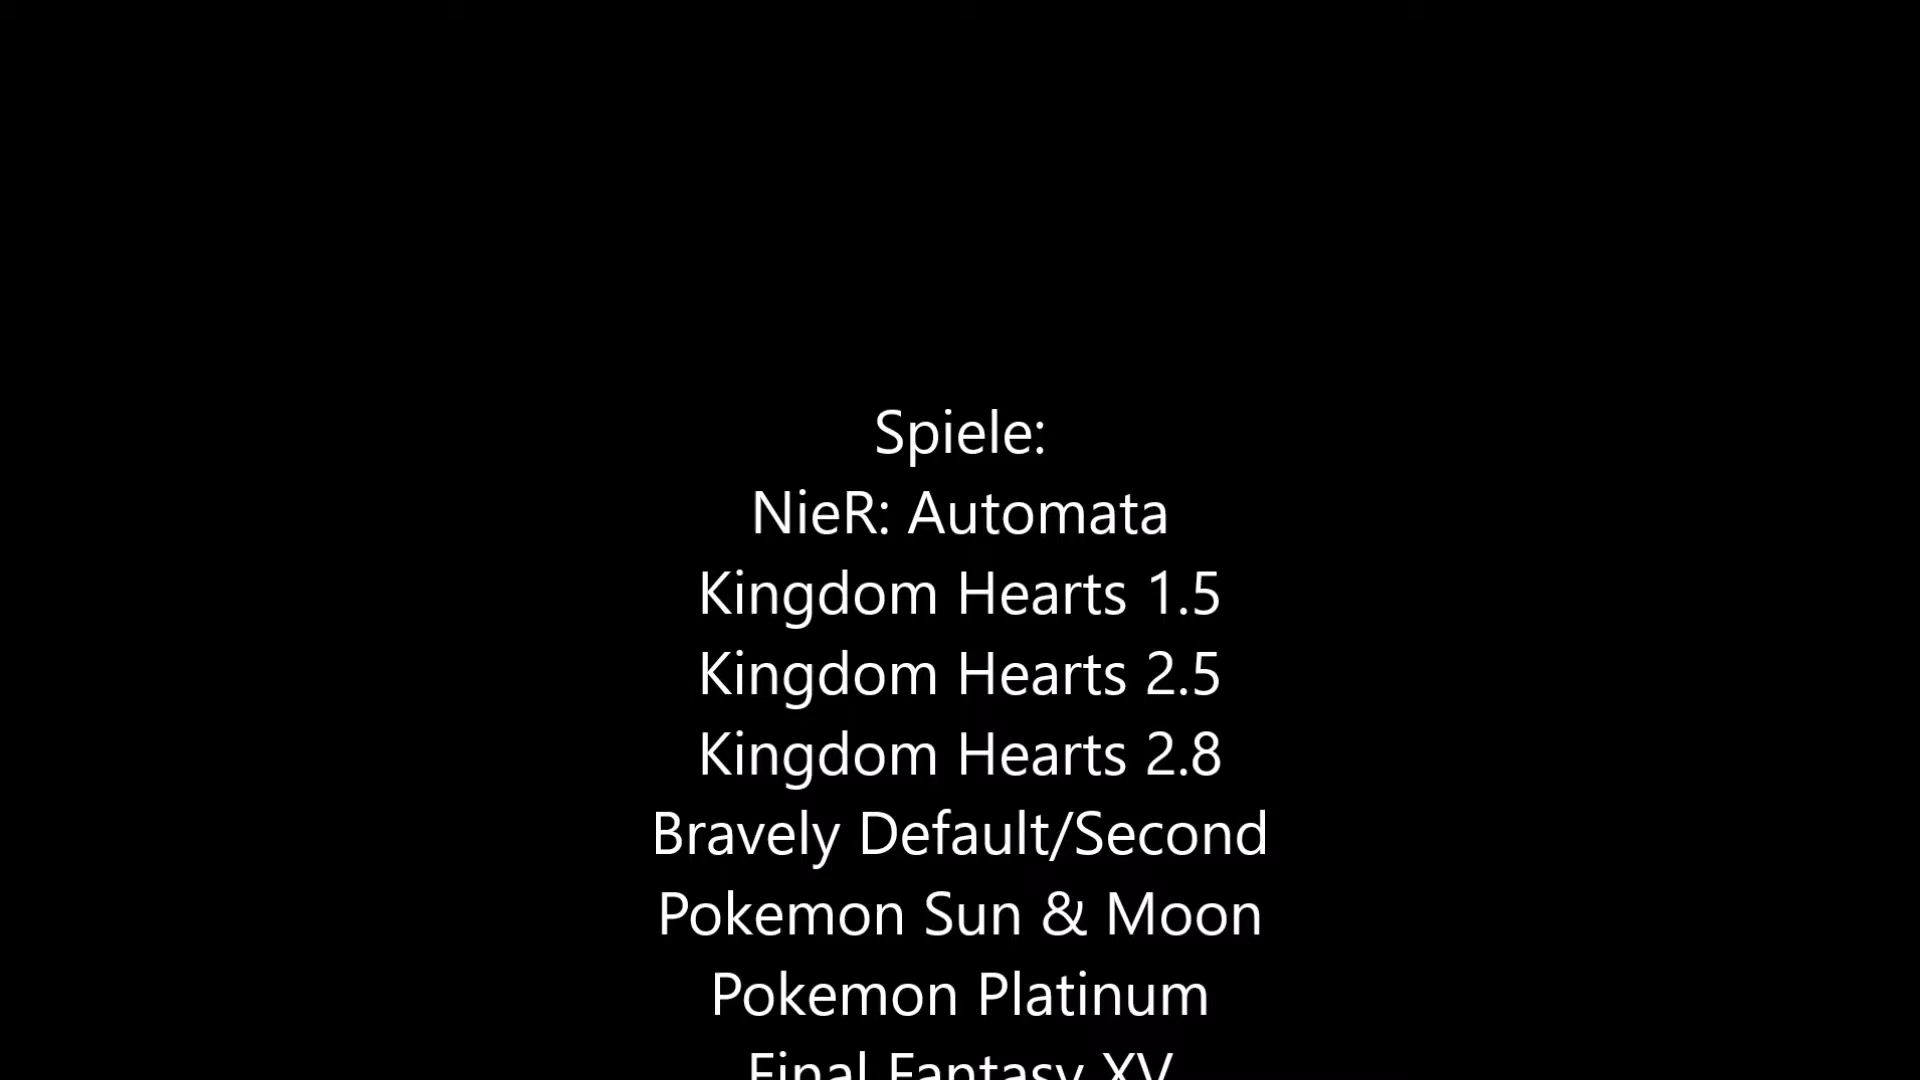 Spiele:
NieR: Automata
Kingdom Hearts 1.5
Kingdom Hearts 2.5
Kingdom Hearts 2.8
Bravely Default/Second
Pokemon Sun & Moon
Pokemon Platinum
Final Fantasy XV